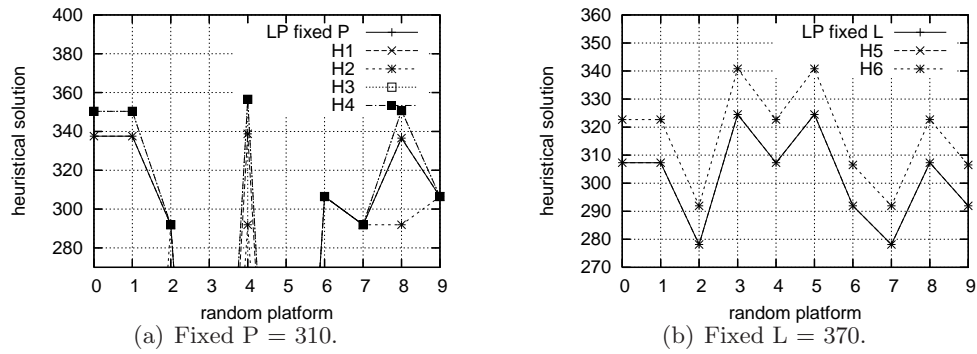 400
380
360
340
320
300
280
heuristical solution
0 1 2 3 4 5 6 7 8 9
random platform
LP fixed P
H1
H2
H3
H4
(a) Fixed P = 310.
360
350
340
330
320
310
300
290
280
270
heuristical solution
0 1 2 3 4 5 6 7 8 9
random platform
LP fixed L
H5
H6
(b) Fixed L = 370.